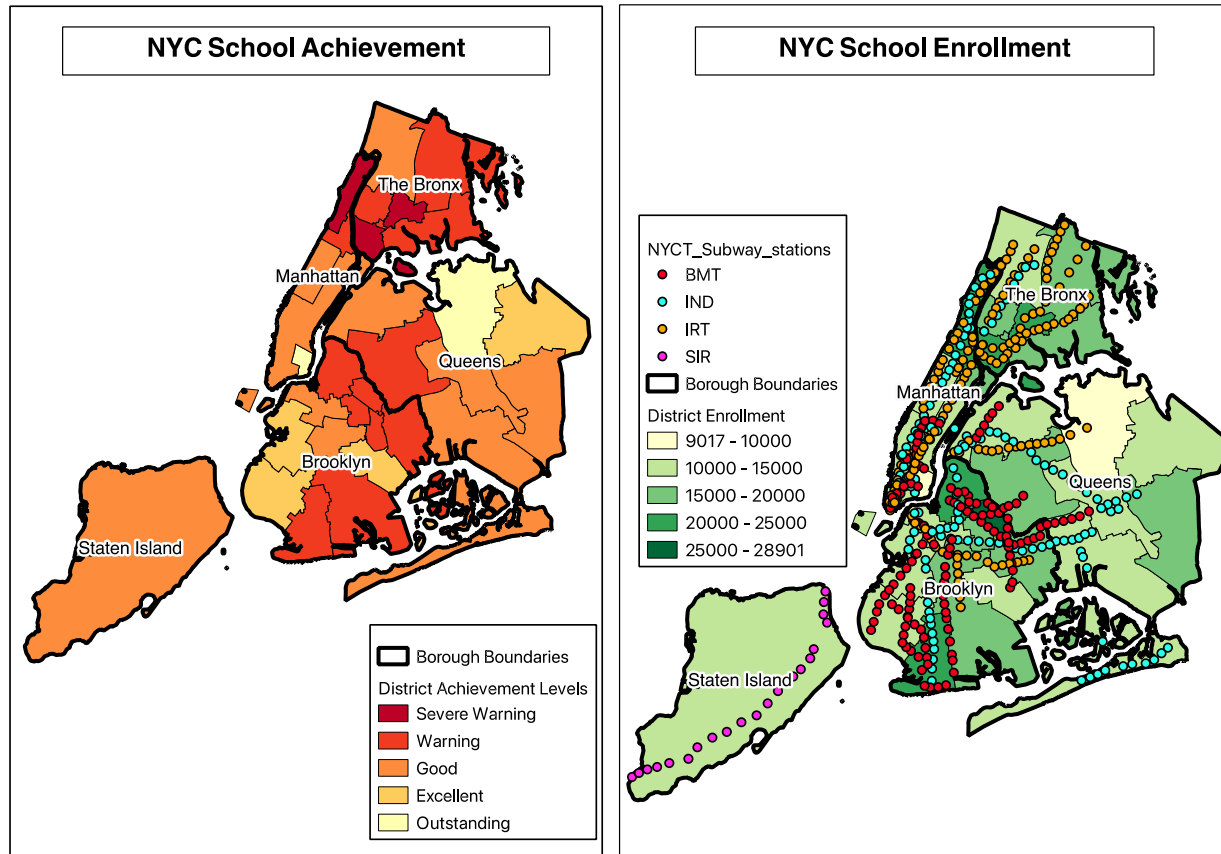 NYC School Achievement
The Bronx
Manhattan
Queens
Brooklyn
Staten Island
Borough Boundaries
District Achievement Levels
Severe Warning
Warning
Good
Excellent
Outstanding
NYC School Enrollment
NYCT_Subway_stations
BMT
IND
IRT
SIR
Borough Boundaries
District Enrollment
9017 - 10000
10000 - 15000
15000 - 20000
20000 - 25000
25000 - 28901
The Bronx
Manhattan
Queens
Brooklyn
Staten Island